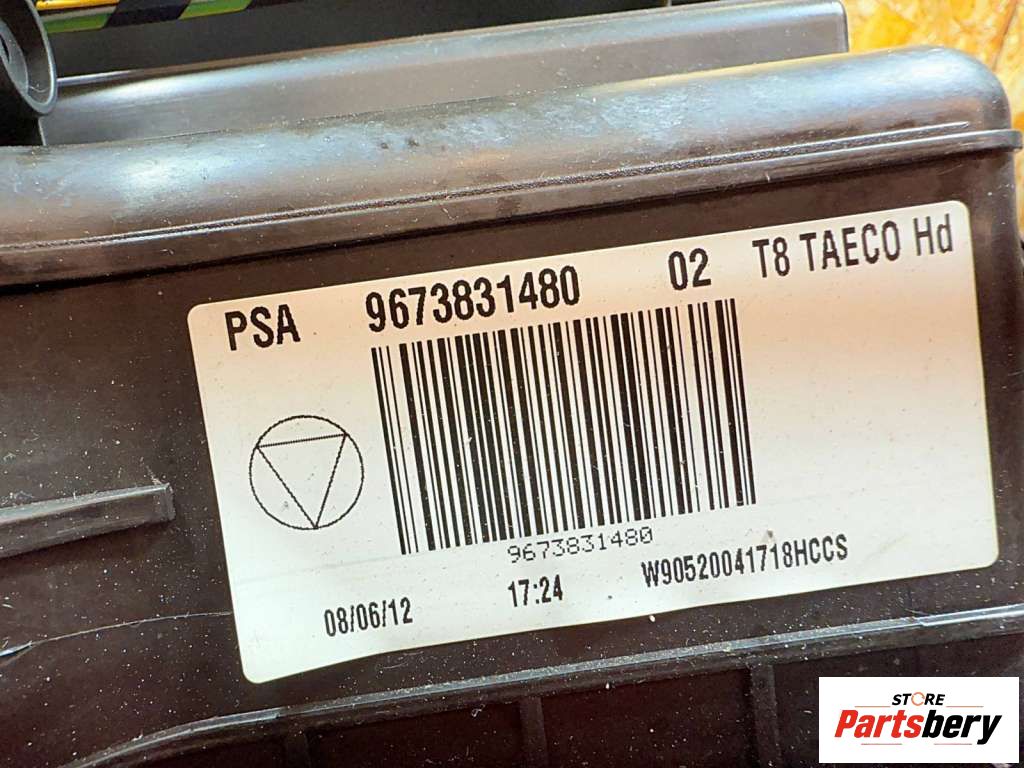 PSA 9673831480 02 T8 TAECO Hd
9673831480
08/06/12 17:24 W90520041718HCCS
STORE
Partsbery